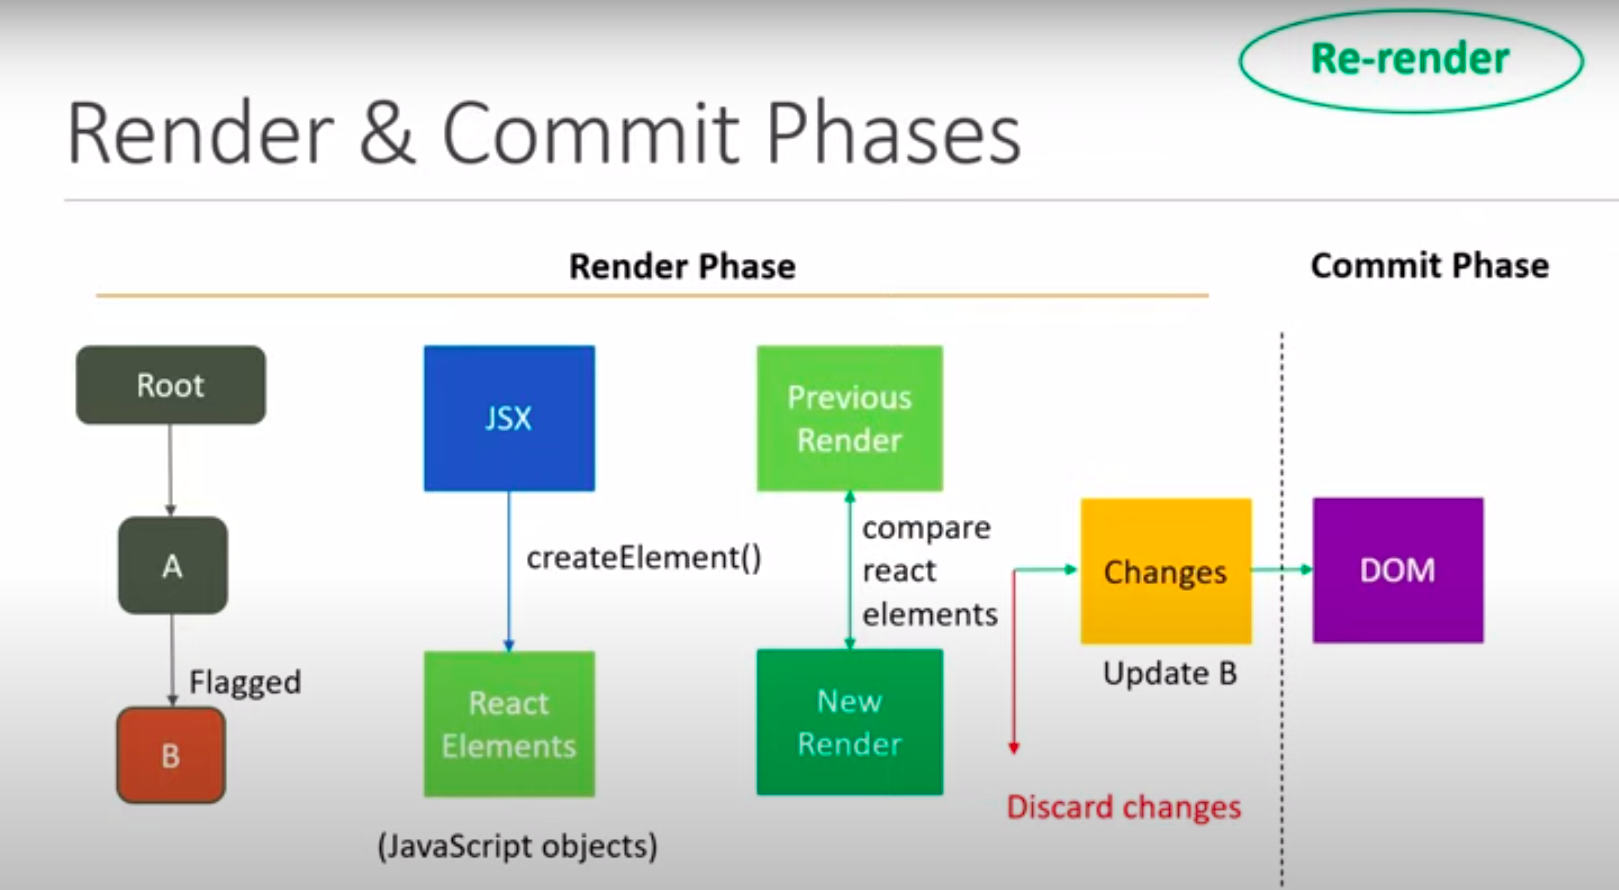 Re-render
Render & Commit Phases
Render Phase
Commit Phase
Root
A
Flagged
B
JSX
createElement()
React
Elements
(JavaScript objects)
Previous
Render
compare
react
elements
New
Render
Changes
Update B
Discard changes
DOM